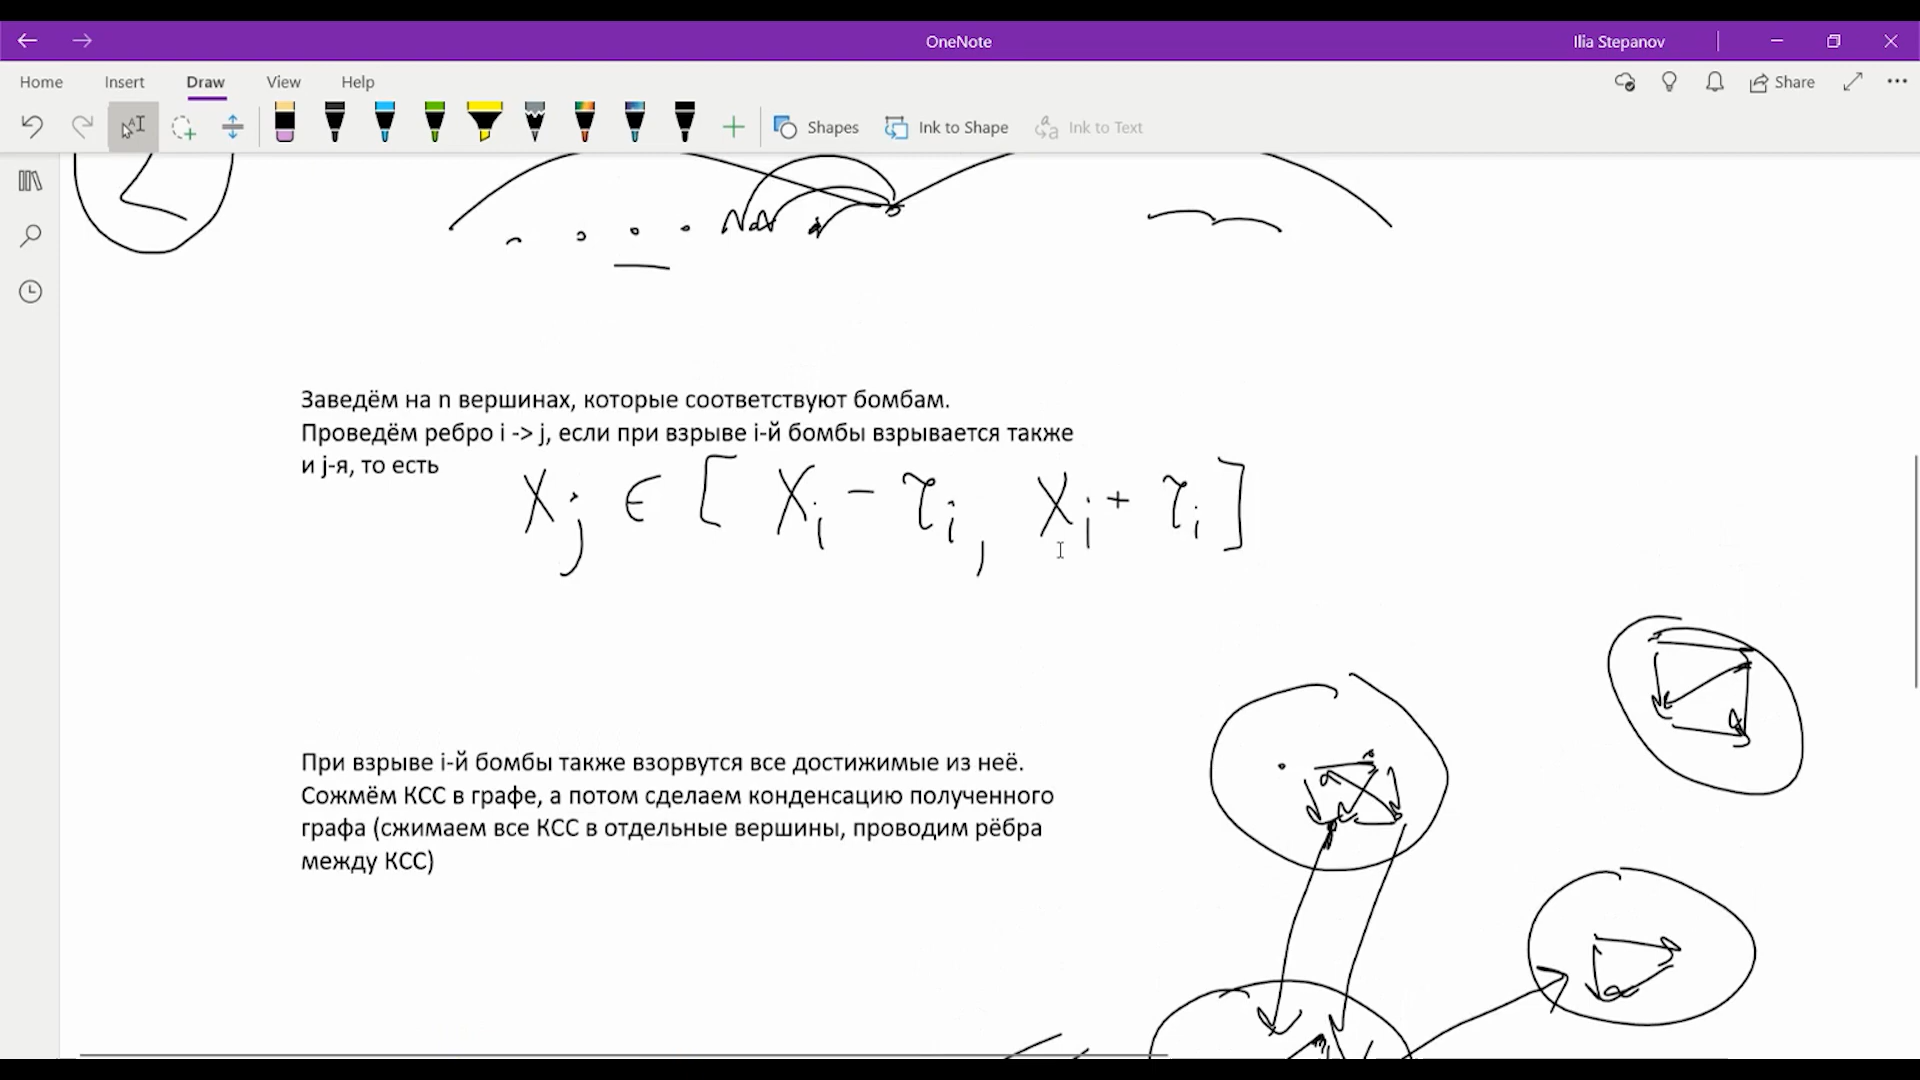 OneNote
Ilia Stepanov
Home Insert Draw View Help
Share
Shapes
Ink to Shape
Ink to Text
2
Заведём на n вершинах, которые соответствуют бомбам.
Проведём ребро i -> j, если при взрыве i-й бомбы взрывается также
и j-я, то есть
Xj ∈ [ Xi - ri, Xi + ri ]
При взрыве i-й бомбы также взорвутся все достижимые из неё.
Сожмём КСС в графе, а потом сделаем конденсацию полученного
графа (сжимаем все КСС в отдельные вершины, проводим рёбра
между КСС)